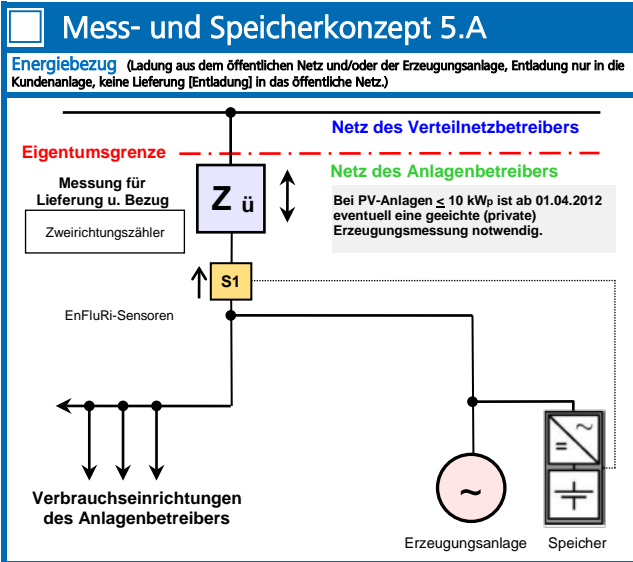 Mess- und Speicherkonzept 5.A
Energiebezug (Ladung aus dem öffentlichen Netz und/oder der Erzeugungsanlage, Entladung nur in die
Kundenanlage, keine Lieferung [Entladung] in das öffentliche Netz.)
Netz des Verteilnetzbetreibers
Eigentumsgrenze
Netz des Anlagenbetreibers
Messung für
Lieferung u. Bezug
Zweirichtungszähler
Z ü
Bei PV-Anlagen < 10 kWp ist ab 01.04.2012
eventuell eine geeichte (private)
Erzeugungsmessung notwendig.
S1
EnFluRi-Sensoren
~
=
~
Verbrauchseinrichtungen
des Anlagenbetreibers
Erzeugungsanlage
Speicher